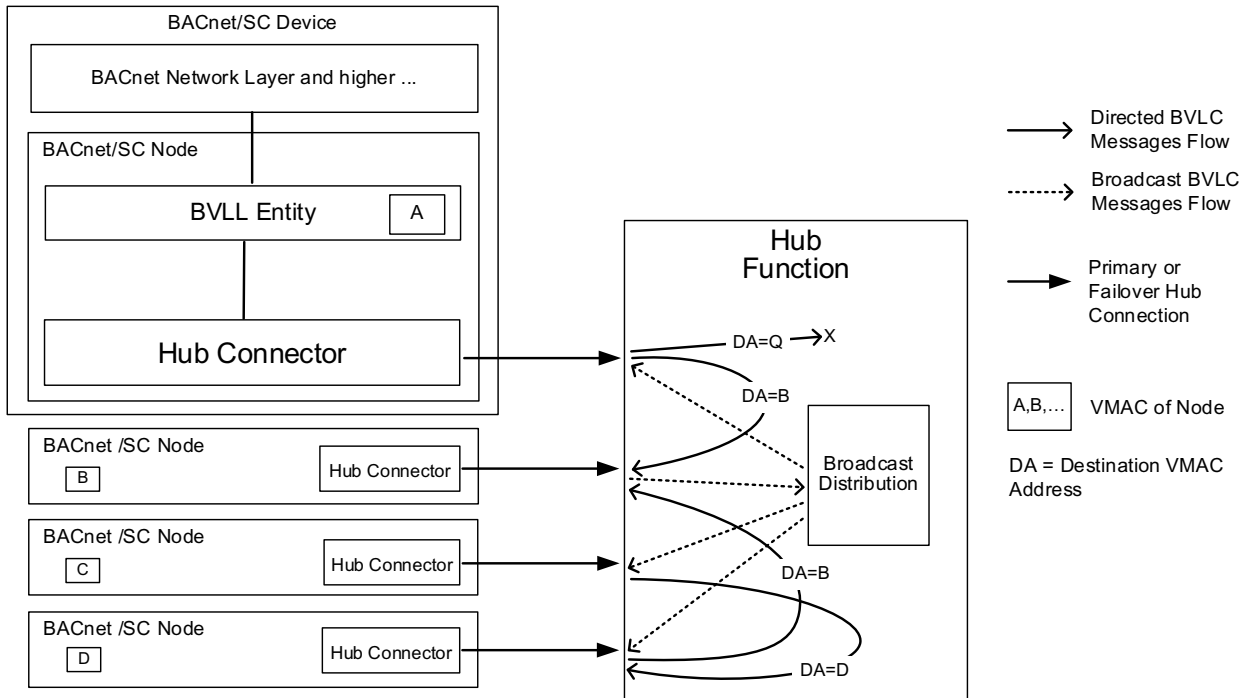 BACnet/SC Device
BACnet Network Layer and higher ...
BACnet/SC Node
BVLL Entity
A
Hub Connector
BACnet /SC Node
B
Hub Connector
BACnet /SC Node
C
Hub Connector
BACnet /SC Node
D
Hub Connector
Hub
Function
DA=Q
X
DA=B
Broadcast
Distribution
DA=B
DA=D
Directed BVLC
Messages Flow
Broadcast BVLC
Messages Flow
Primary or
Failover Hub
Connection
A,B,...
VMAC of Node
DA = Destination VMAC
Address